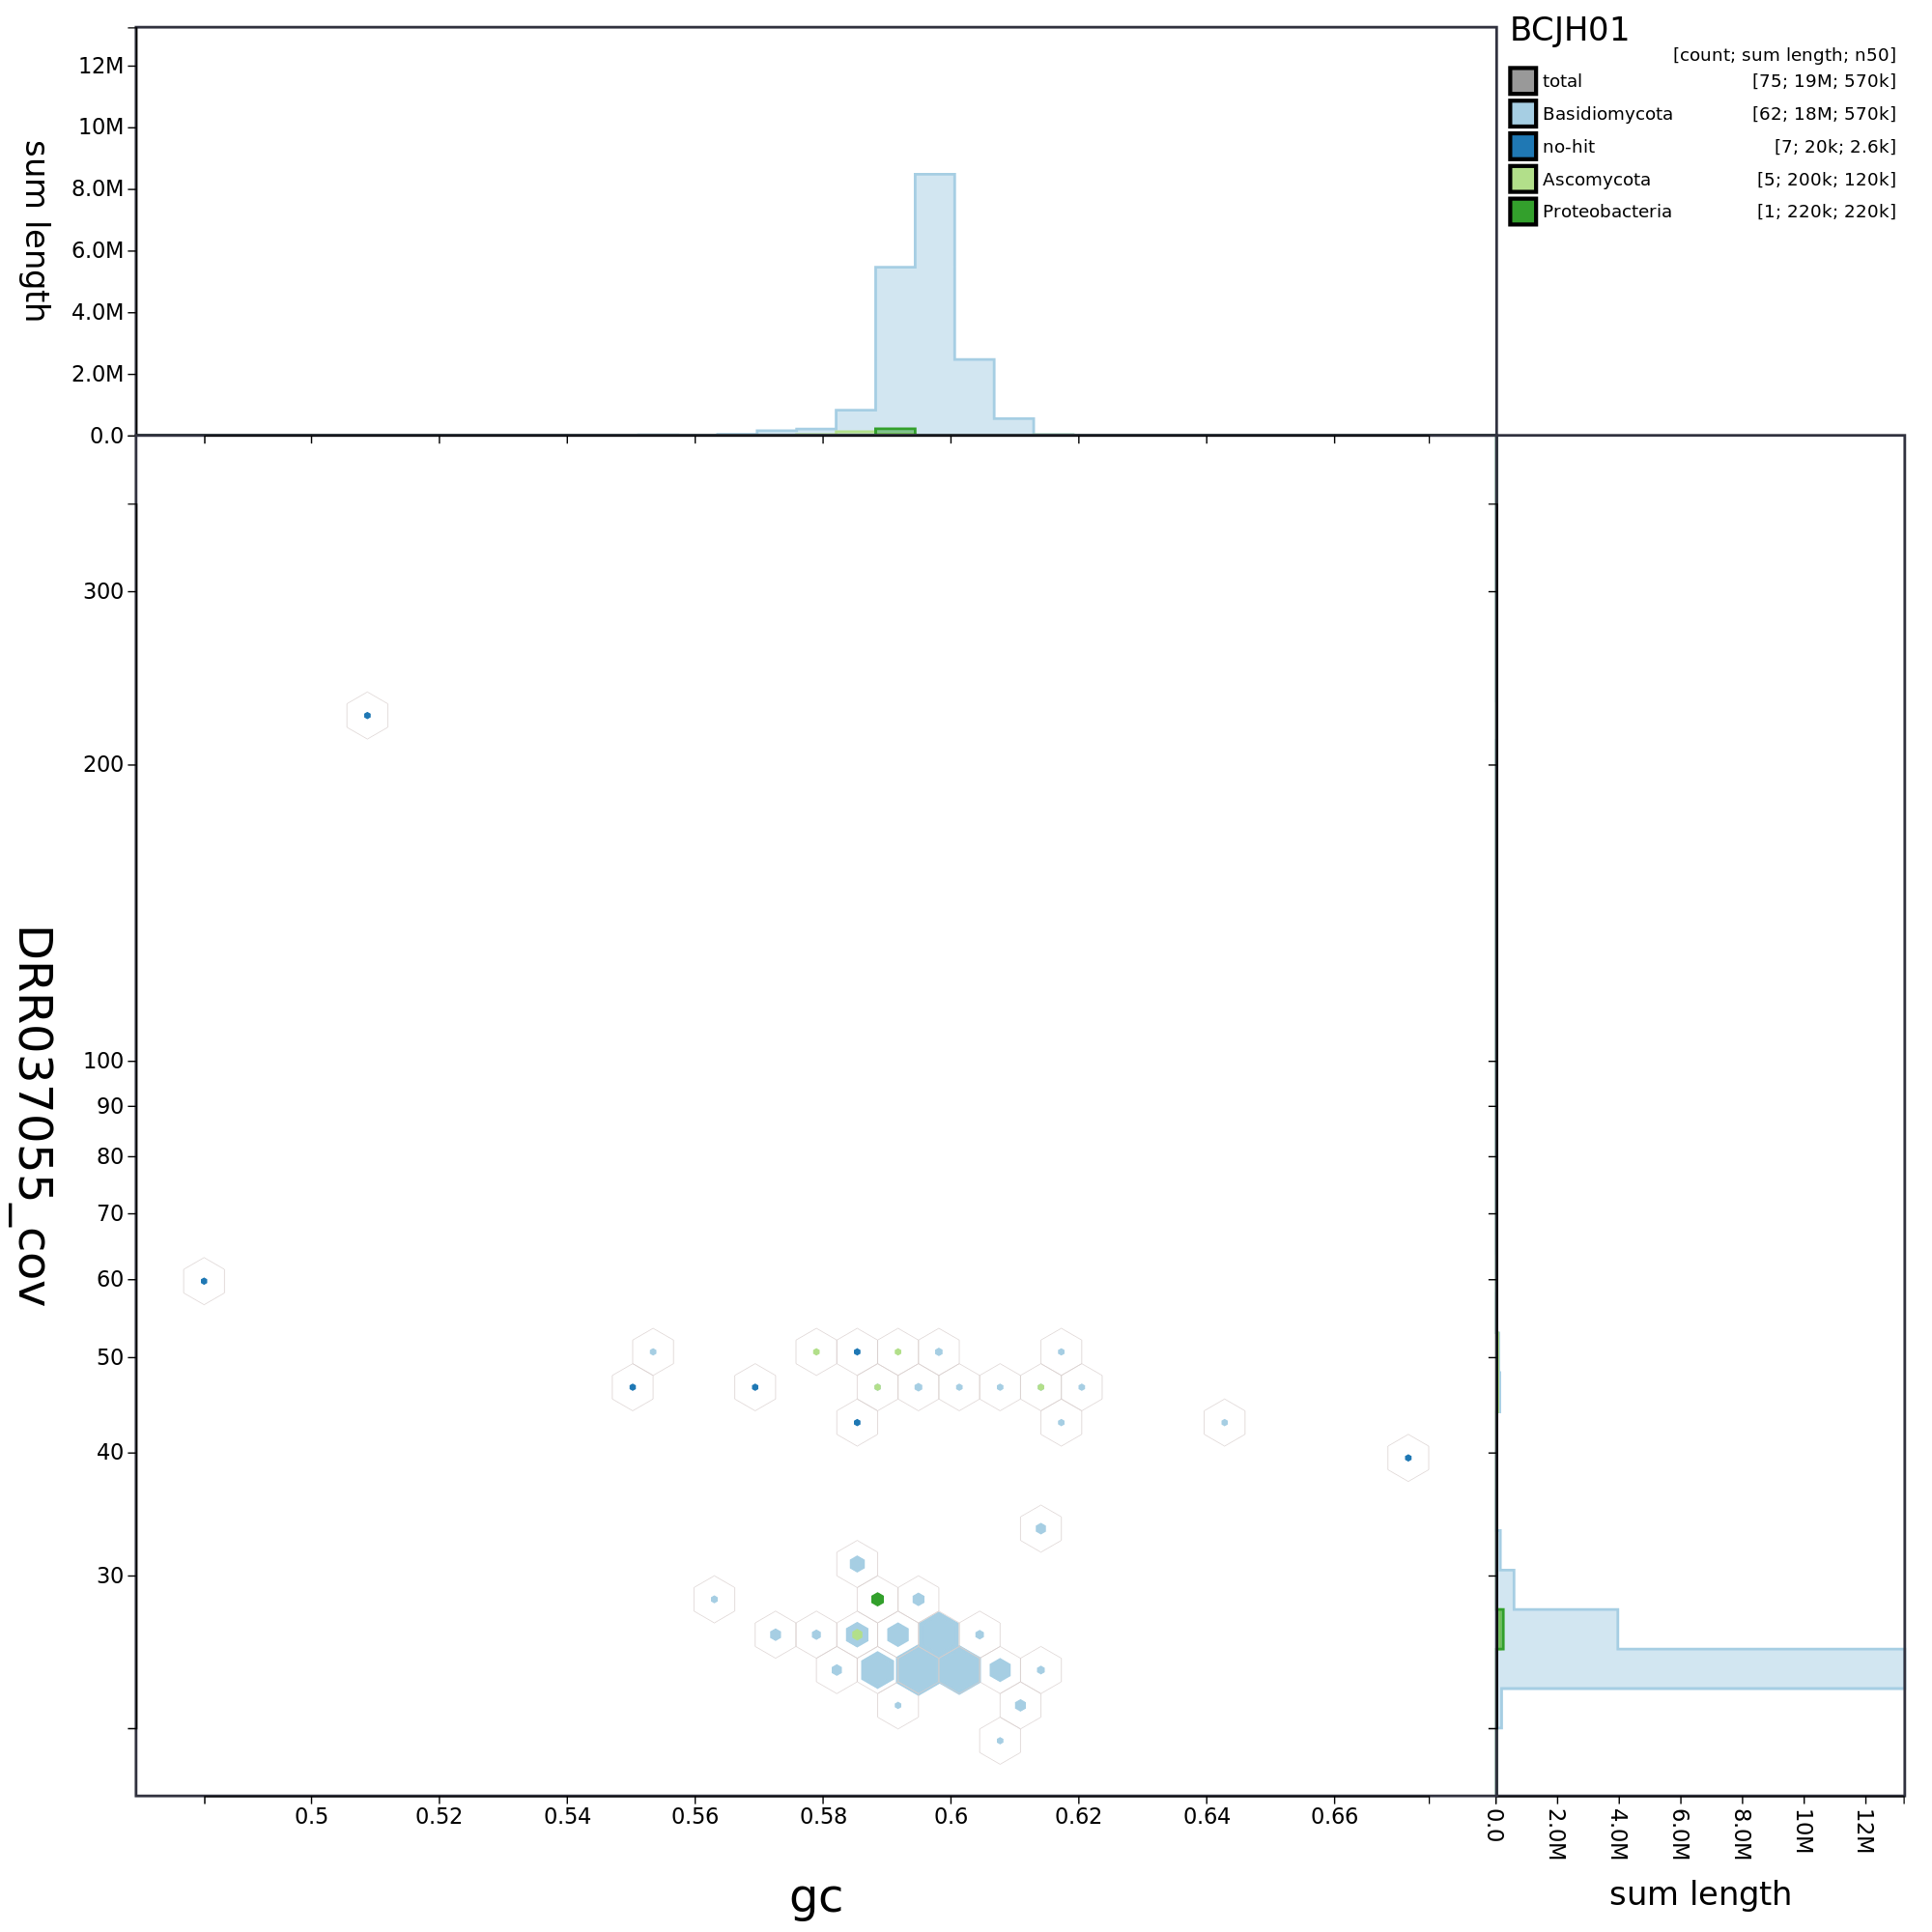 BCJH01
[count; sum length; n50]
total [75; 19M; 570k]
Basidiomycota [62; 18M; 570k]
no-hit [7; 20k; 2.6k]
Ascomycota [5; 200k; 120k]
Proteobacteria [1; 220k; 220k]
sum length
12M
10M
8.0M
6.0M
4.0M
2.0M
0.0
DRR037055_cov
300
200
100
90
80
70
60
50
40
30
0.5 0.52 0.54 0.56 0.58 0.6 0.62 0.64 0.66
gc
0.0 2.0M 4.0M 6.0M 8.0M 10M 12M
sum length